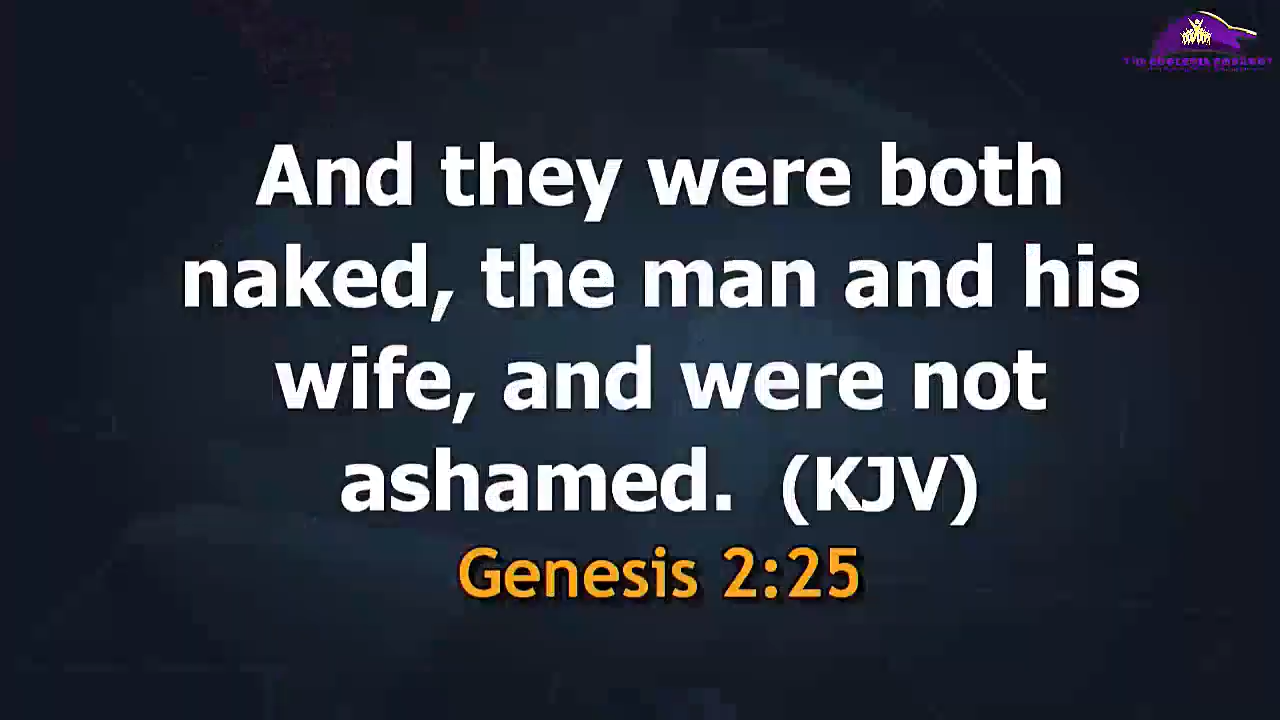 And they were both
naked, the man and his
wife, and were not
ashamed. (KJV)
Genesis 2:25